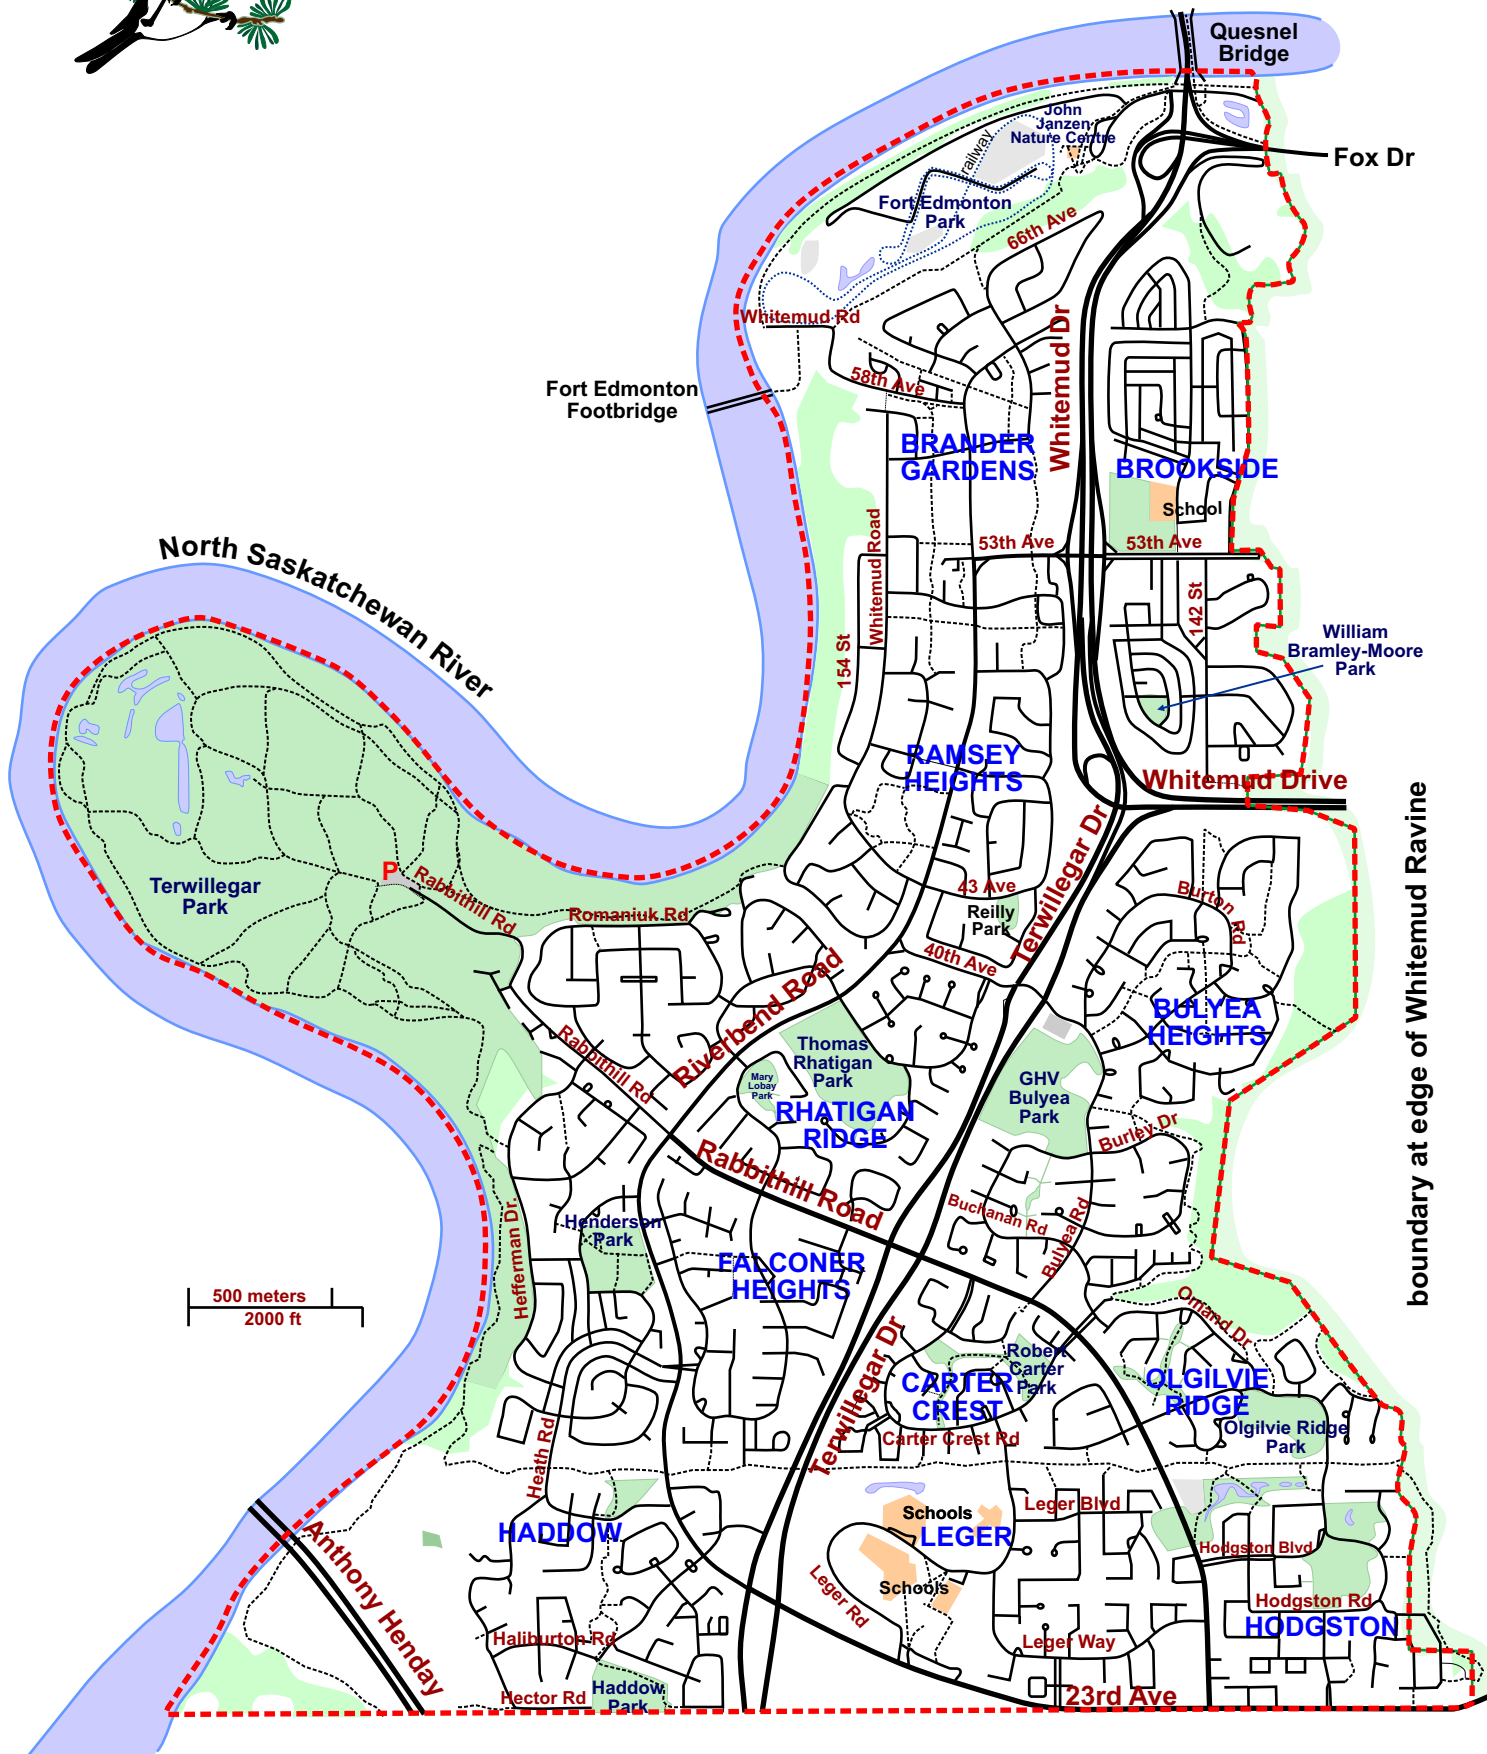 Quesnel
Bridge
John
Janzen
Nature Centre
railway
Fox Dr
Fort Edmonton
Park
66th Ave
Whitemud Rd
Whitemud Dr
58th Ave
Fort Edmonton
Footbridge
BRANDER
GARDENS
BROOKSIDE
School
Whitemud Road
53th Ave
53th Ave
North Saskatchewan River
142 St
154 St
William
Bramley-Moore
Park
RAMSEY
HEIGHTS
Whitemud Drive
boundary at edge of Whitemud Ravine
Terwillegar Dr
P
Terwillegar
Park
Rabbithill Rd
Romaniuk Rd
43 Ave
Reilly
Park
Burton
Rd
40th Ave
Riverbend Road
BULYEA
HEIGHTS
Rabbithill Rd
Thomas
Rhatigan
Park
Mary
Lobay
Park
GHV
Bulyea
Park
RHATIGAN
RIDGE
Burley Dr
Rabbithill Road
Buchanan Rd
Bulyea Rd
Hefferman Dr.
Henderson
Park
FALCONER
HEIGHTS
500 meters
2000 ft
Omand Dr
Terwillegar Dr
Robert
Carter
Park
CARTER
CREST
OLGILVIE
RIDGE
Carter Crest Rd
Olgilvie Ridge
Park
Heath Rd
Anthony Henday
HADDOW
Schools
LEGER
Leger Blvd
Hodgston Blvd
Schools
Leger Rd
Hodgston Rd
HODGSTON
Haliburton Rd
Leger Way
Hector Rd
Haddow
Park
23rd Ave